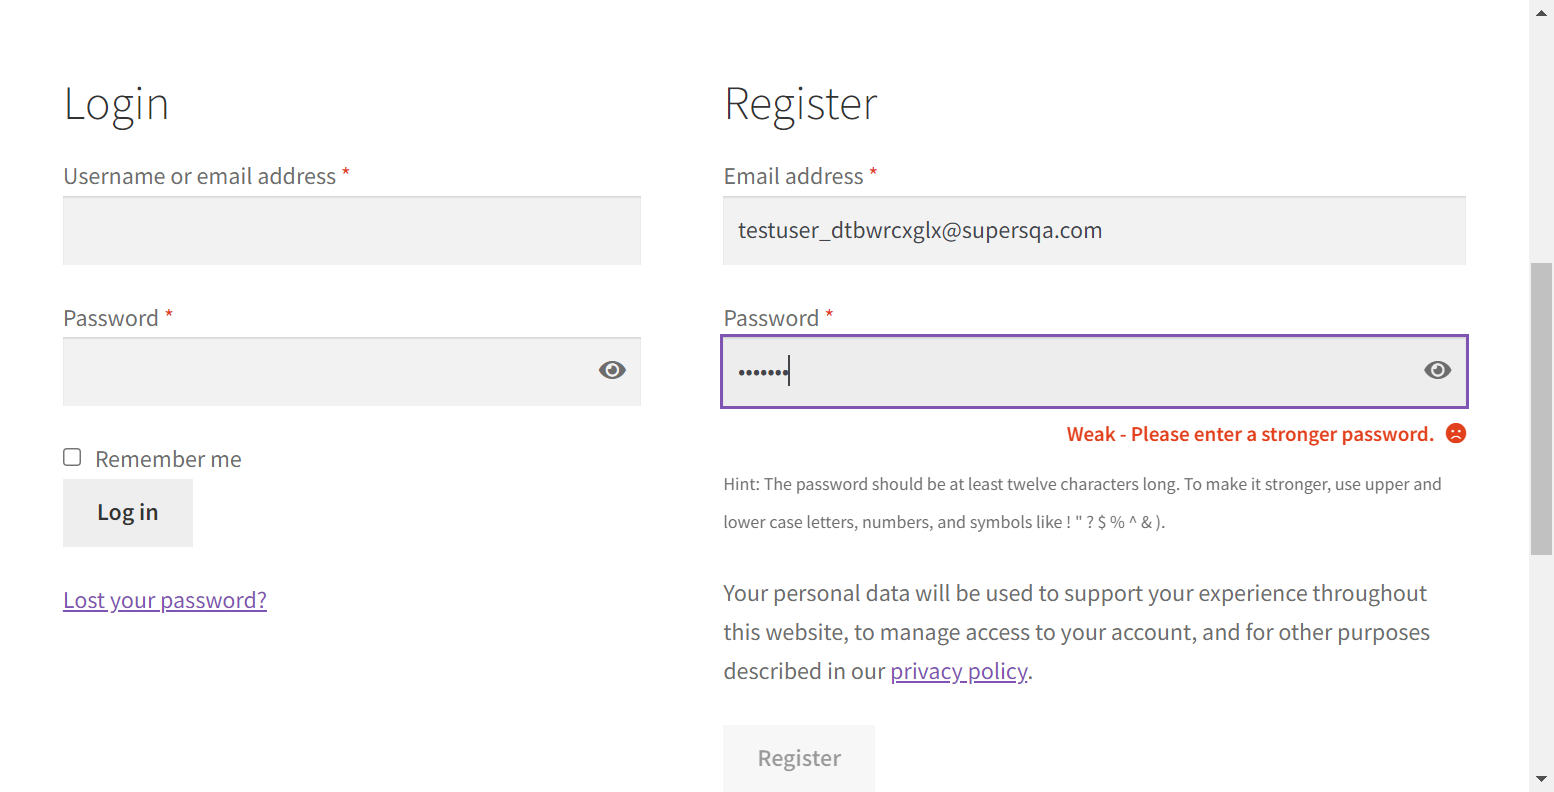 Login
Username or email address *
Password *
Remember me
Log in
Lost your password?
Register
Email address *
testuser_dtbwrcxglx@supersqa.com
Password *
•••••••
Weak - Please enter a stronger password.
Hint: The password should be at least twelve characters long. To make it stronger, use upper and
lower case letters, numbers, and symbols like ! " ? $ % ^ & ).
Your personal data will be used to support your experience throughout
this website, to manage access to your account, and for other purposes
described in our privacy policy.
Register